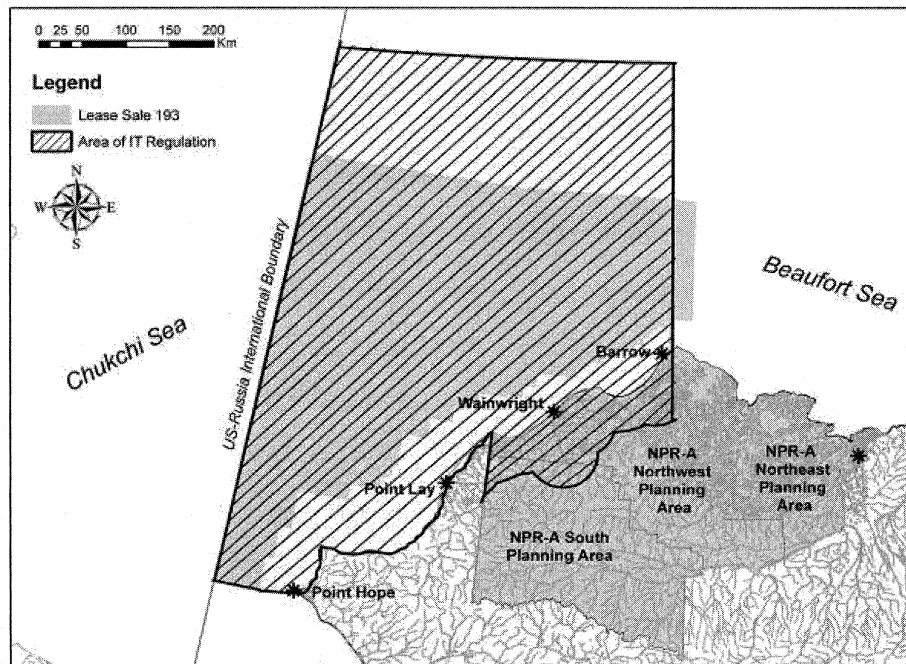 0 25 50 100 150 200
Km
Legend
Lease Sale 193
Area of IT Regulation
N
W E
S
US-Russia International Boundary
Chukchi Sea
Beaufort Sea
Barrow
Wainwright
Point Lay
Point Hope
NPR-A
Northwest
Planning
Area
NPR-A
Northeast
Planning
Area
NPR-A South
Planning Area